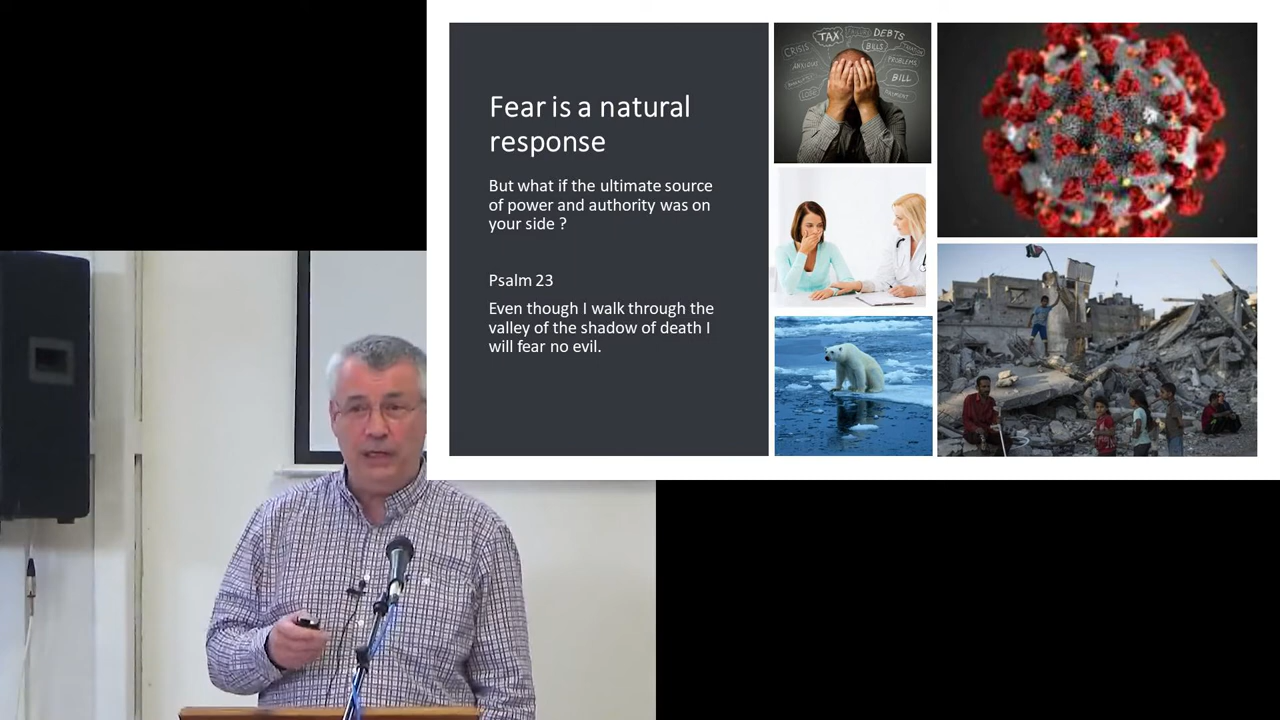 Fear is a natural
response
But what if the ultimate source
of power and authority was on
your side ?
Psalm 23
Even though I walk through the
valley of the shadow of death I
will fear no evil.
TAX
DEBTS
CRISIS
BILLS
ANXIOUS
PROBLEMS
BILL
PAYMENT